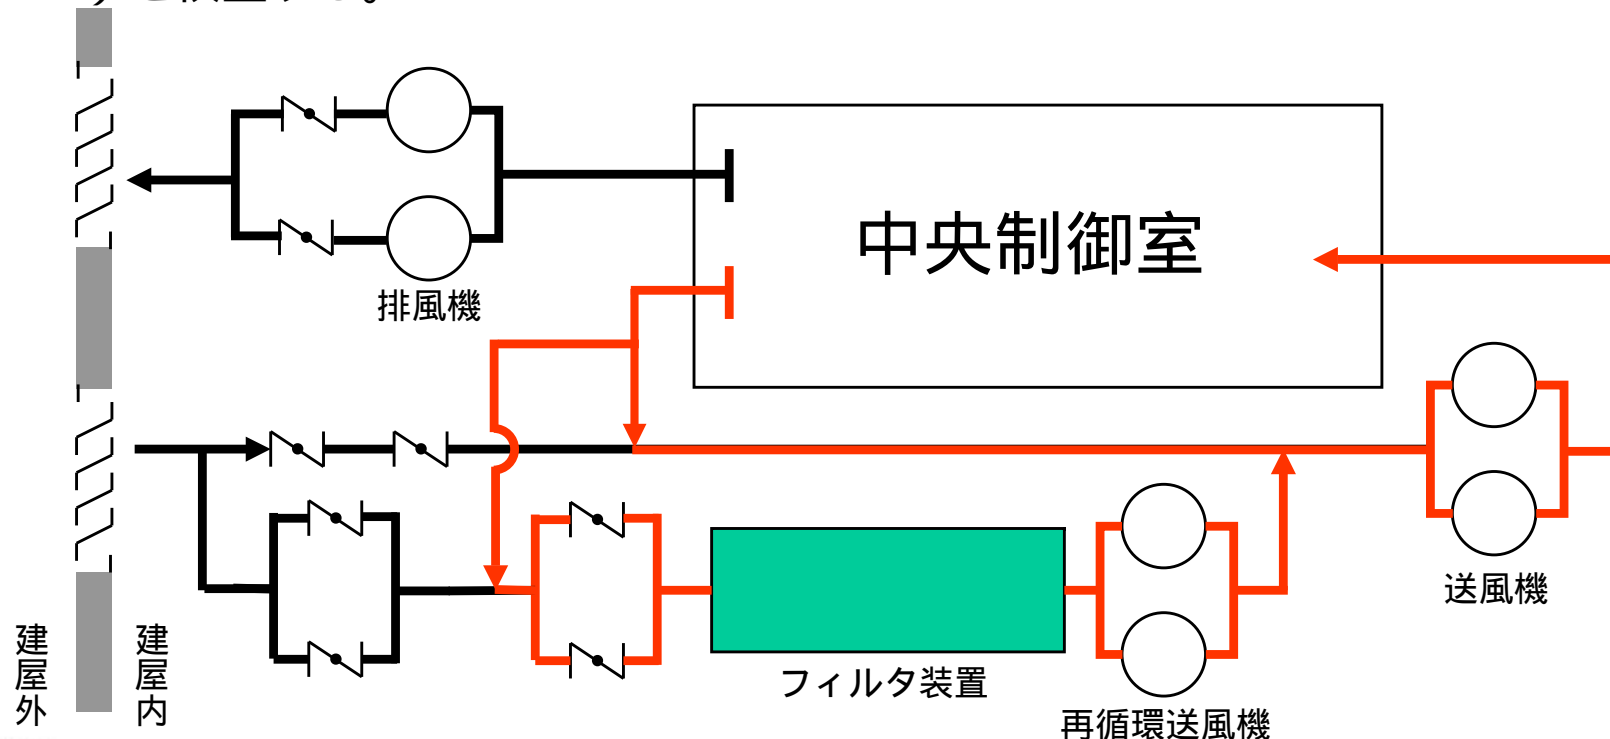 中央制御室
排風機
送風機
フィルタ装置
再循環送風機
建屋外
建屋内